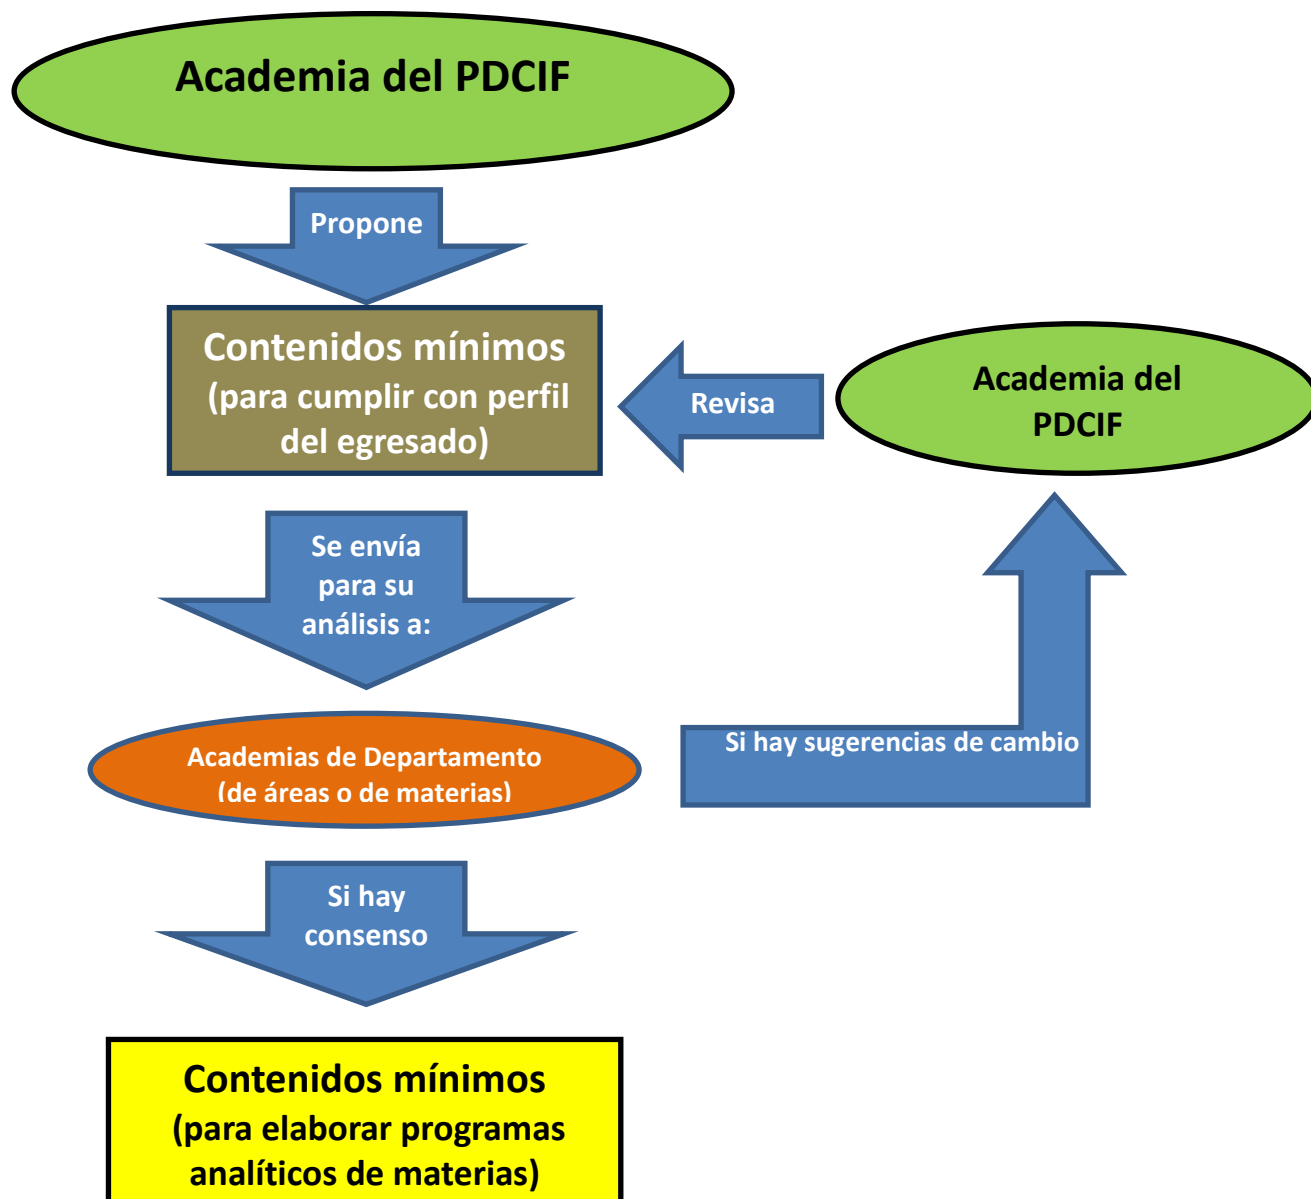 Academia del PDCIF
Propone
Contenidos mínimos
(para cumplir con perfil
del egresado)
Revisa
Academia del
PDCIF
Se envía
para su
análisis a:
Academias de Departamento
(de áreas o de materias)
Si hay sugerencias de cambio
Si hay
consenso
Contenidos mínimos
(para elaborar programas
analíticos de materias)